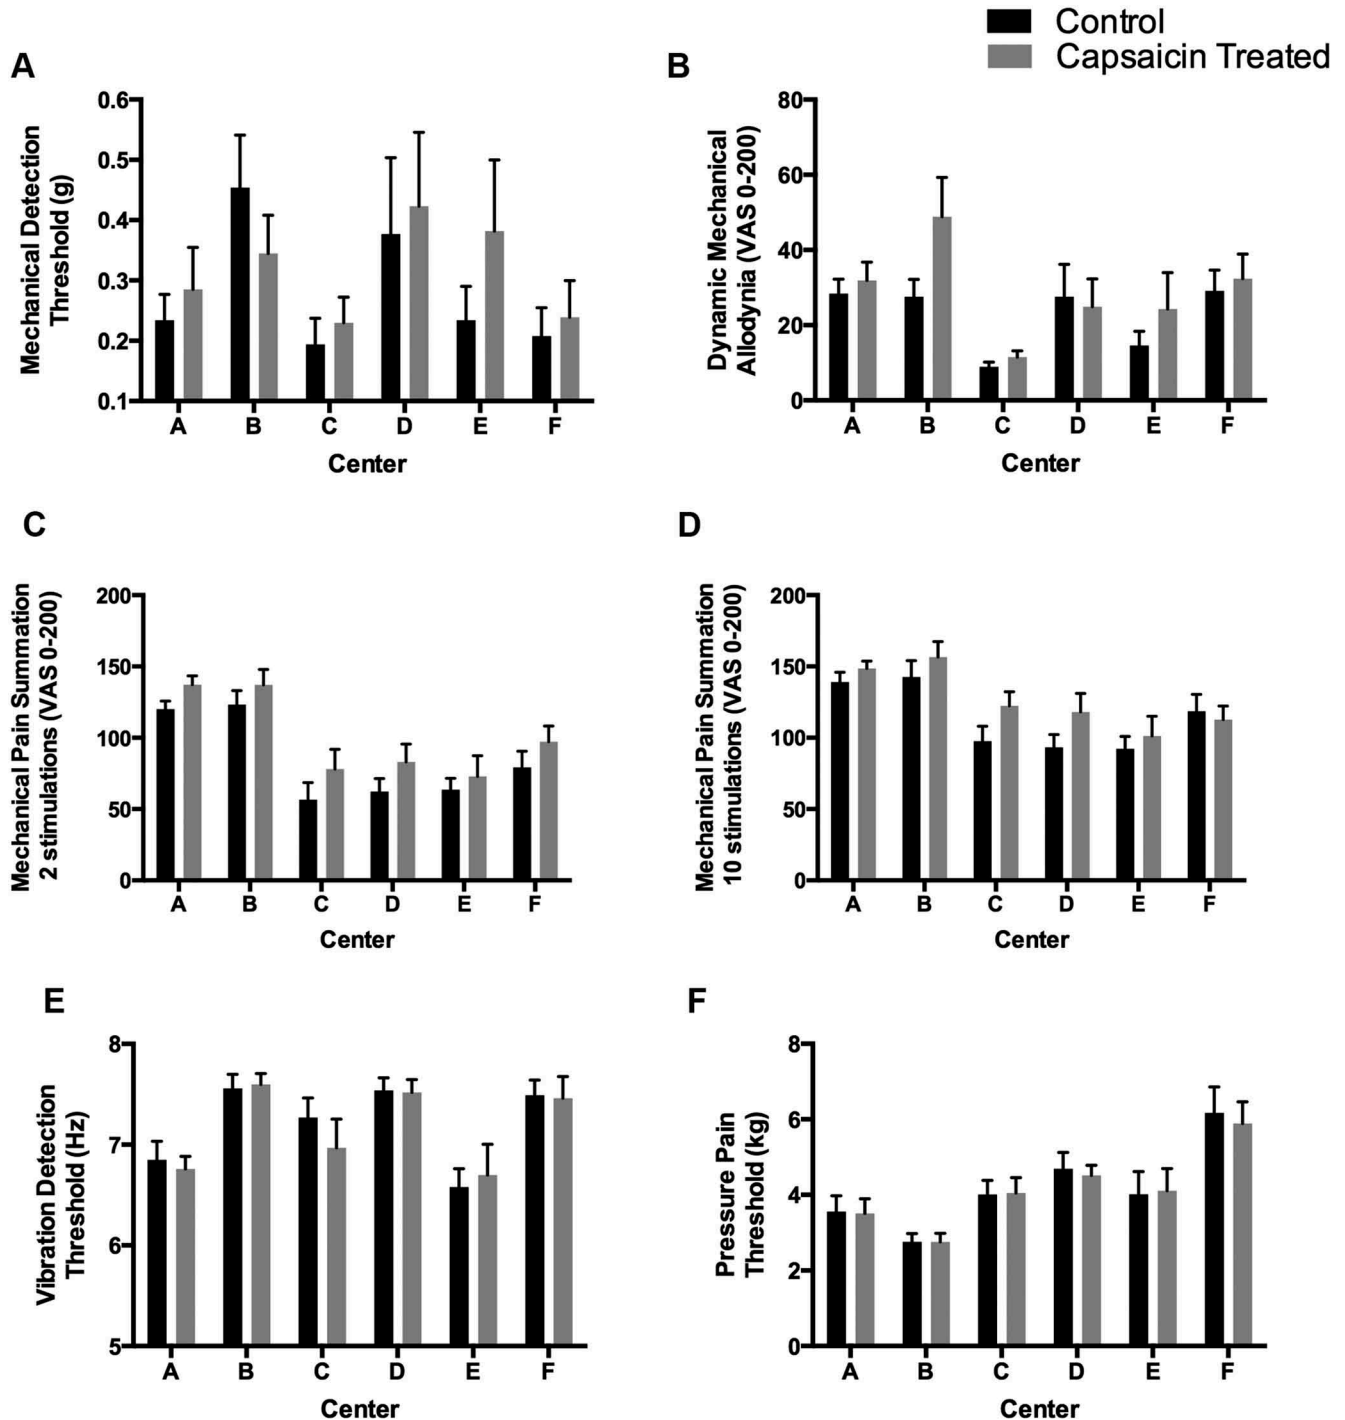 Control
Capsaicin Treated
A
Mechanical Detection
Threshold (g)
0.6
0.5
0.4
0.3
0.2
0.1
A B C D E F
Center
B
Dynamic Mechanical
Allodynia (VAS 0-200)
80
60
40
20
0
A B C D E F
Center
C
Mechanical Pain Summation
2 stimulations (VAS 0-200)
200
150
100
50
0
A B C D E F
Center
D
Mechanical Pain Summation
10 stimulations (VAS 0-200)
200
150
100
50
0
A B C D E F
Center
E
Vibration Detection
Threshold (Hz)
8
7
6
5
A B C D E F
Center
F
Pressure Pain
Threshold (kg)
8
6
4
2
0
A B C D E F
Center